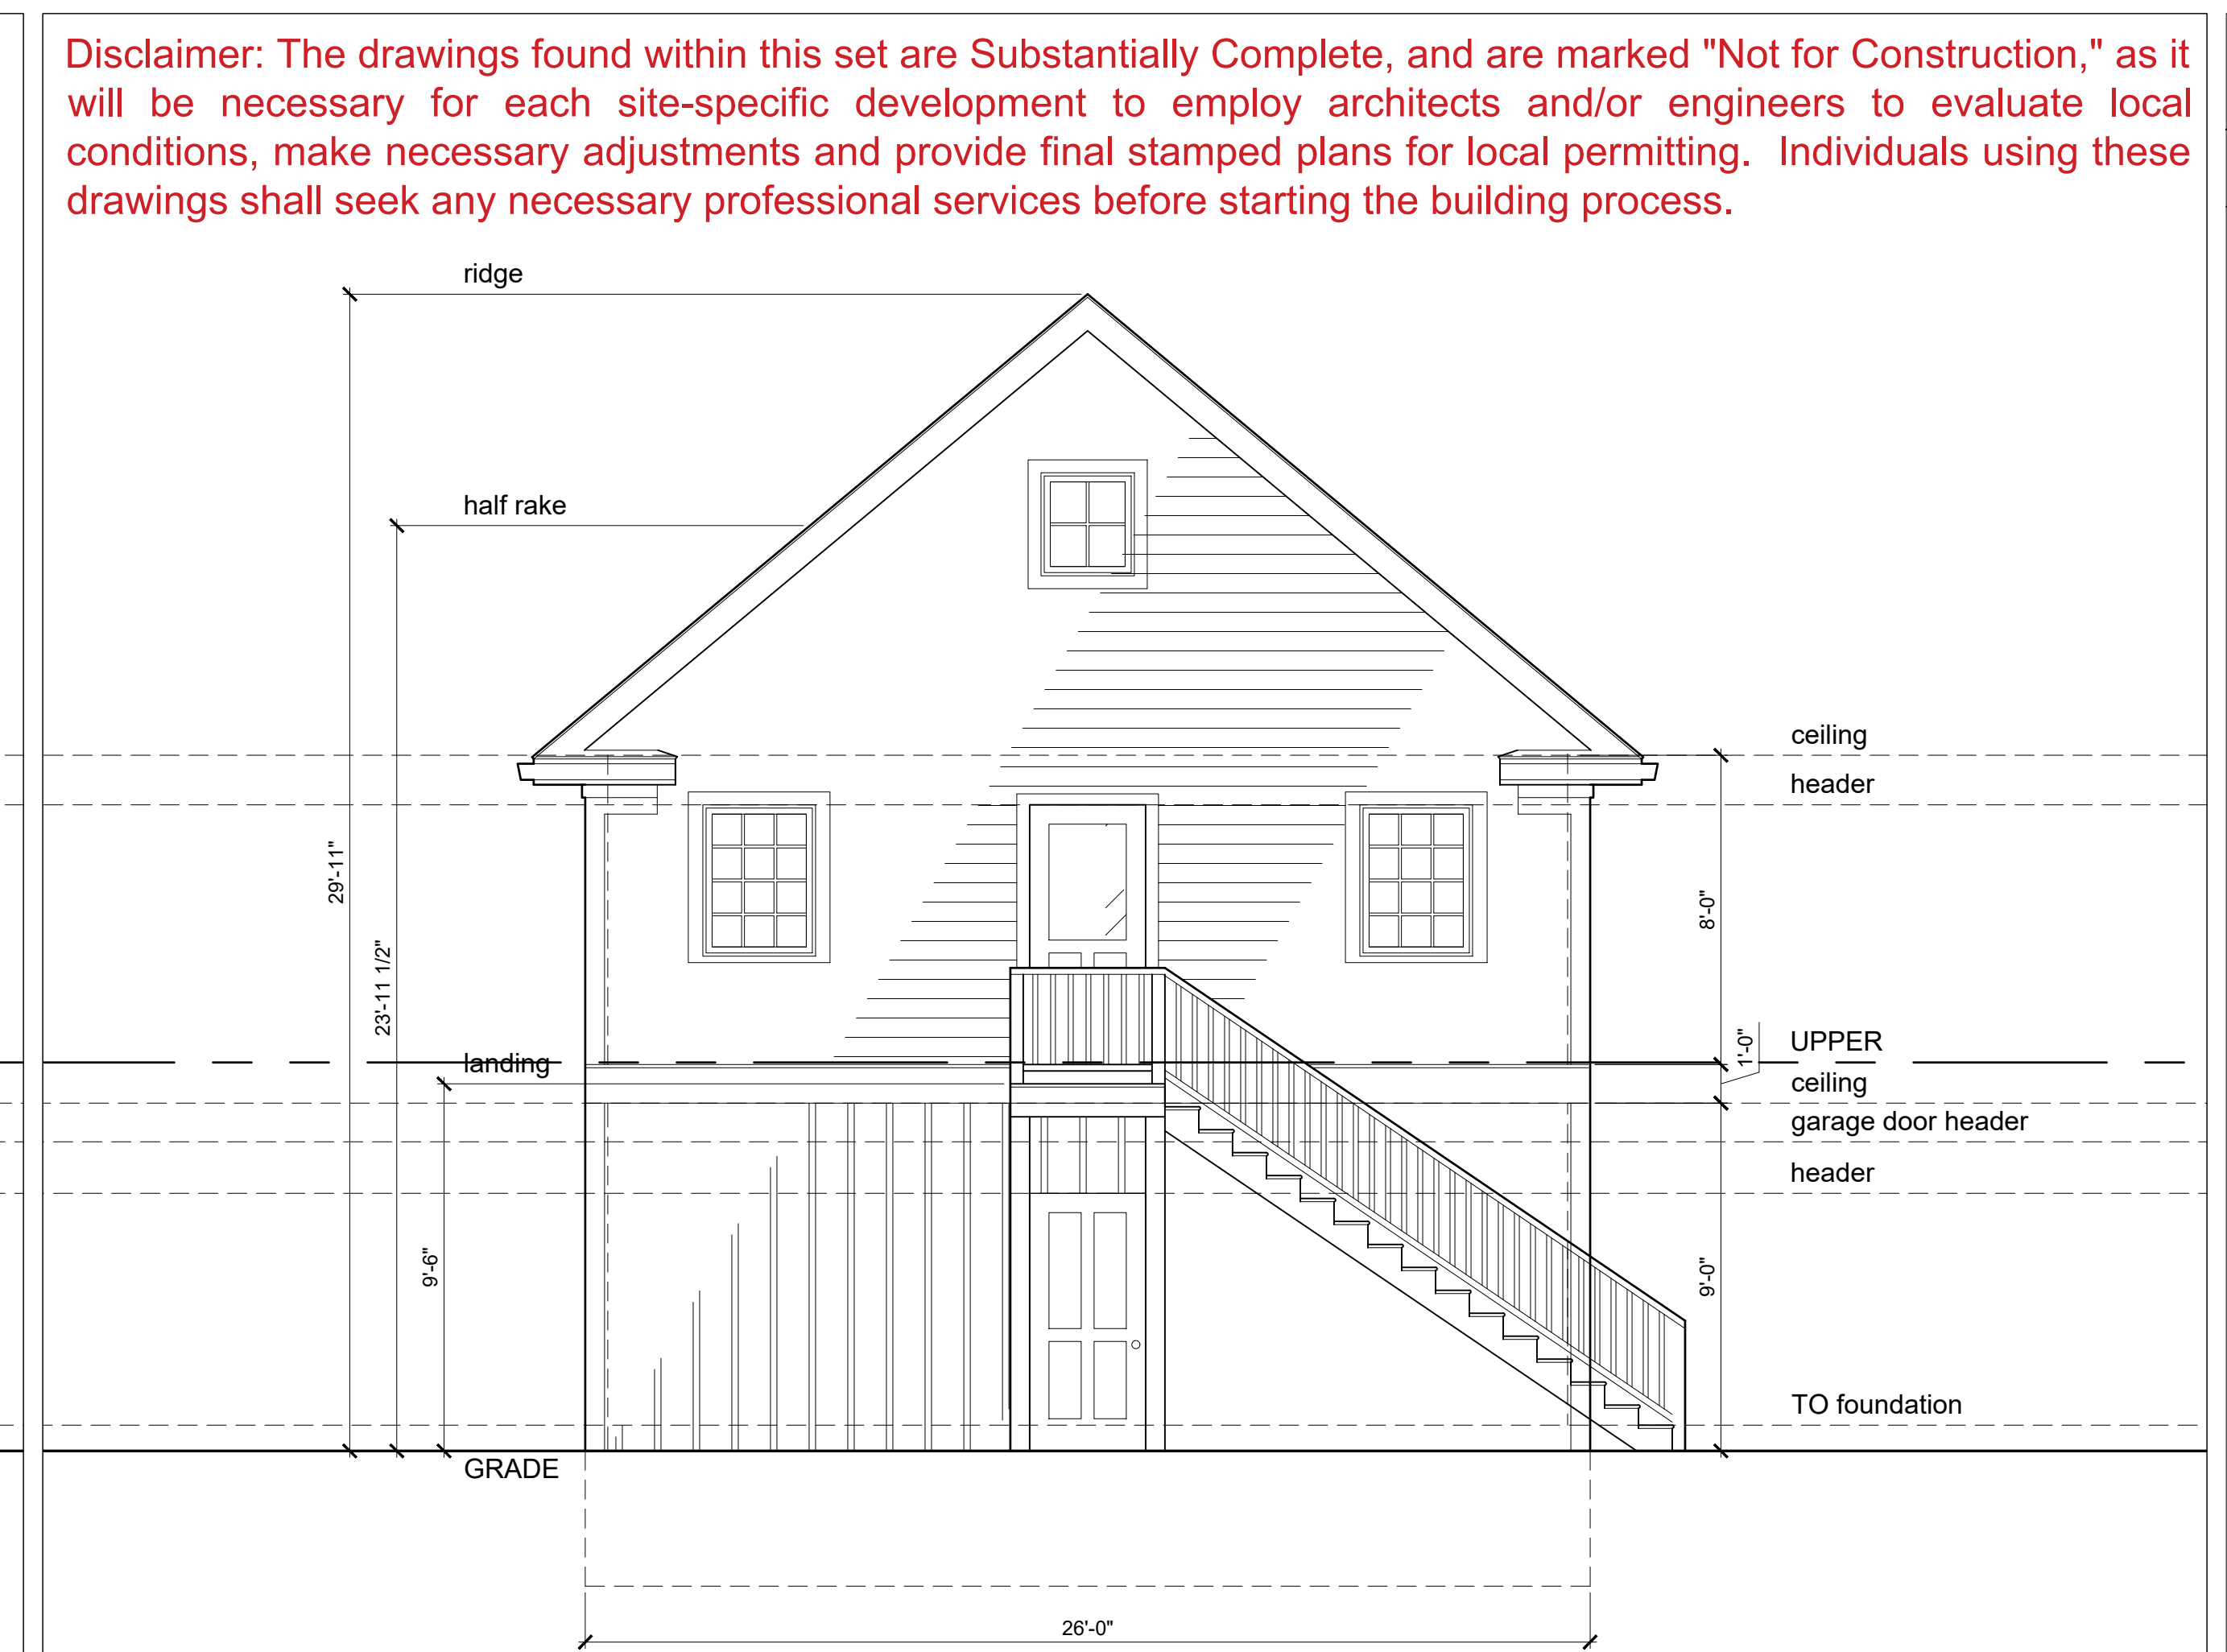 Disclaimer: The drawings found within this set are Substantially Complete, and are marked "Not for Construction," as it
will be necessary for each site-specific development to employ architects and/or engineers to evaluate local
conditions, make necessary adjustments and provide final stamped plans for local permitting. Individuals using these
drawings shall seek any necessary professional services before starting the building process.
ridge
half rake
ceiling
header
29'-11"
8'-0"
23'-11 1/2"
1'-0"
UPPER
landing
ceiling
garage door header
header
9'-6"
9'-0"
TO foundation
GRADE
26'-0"